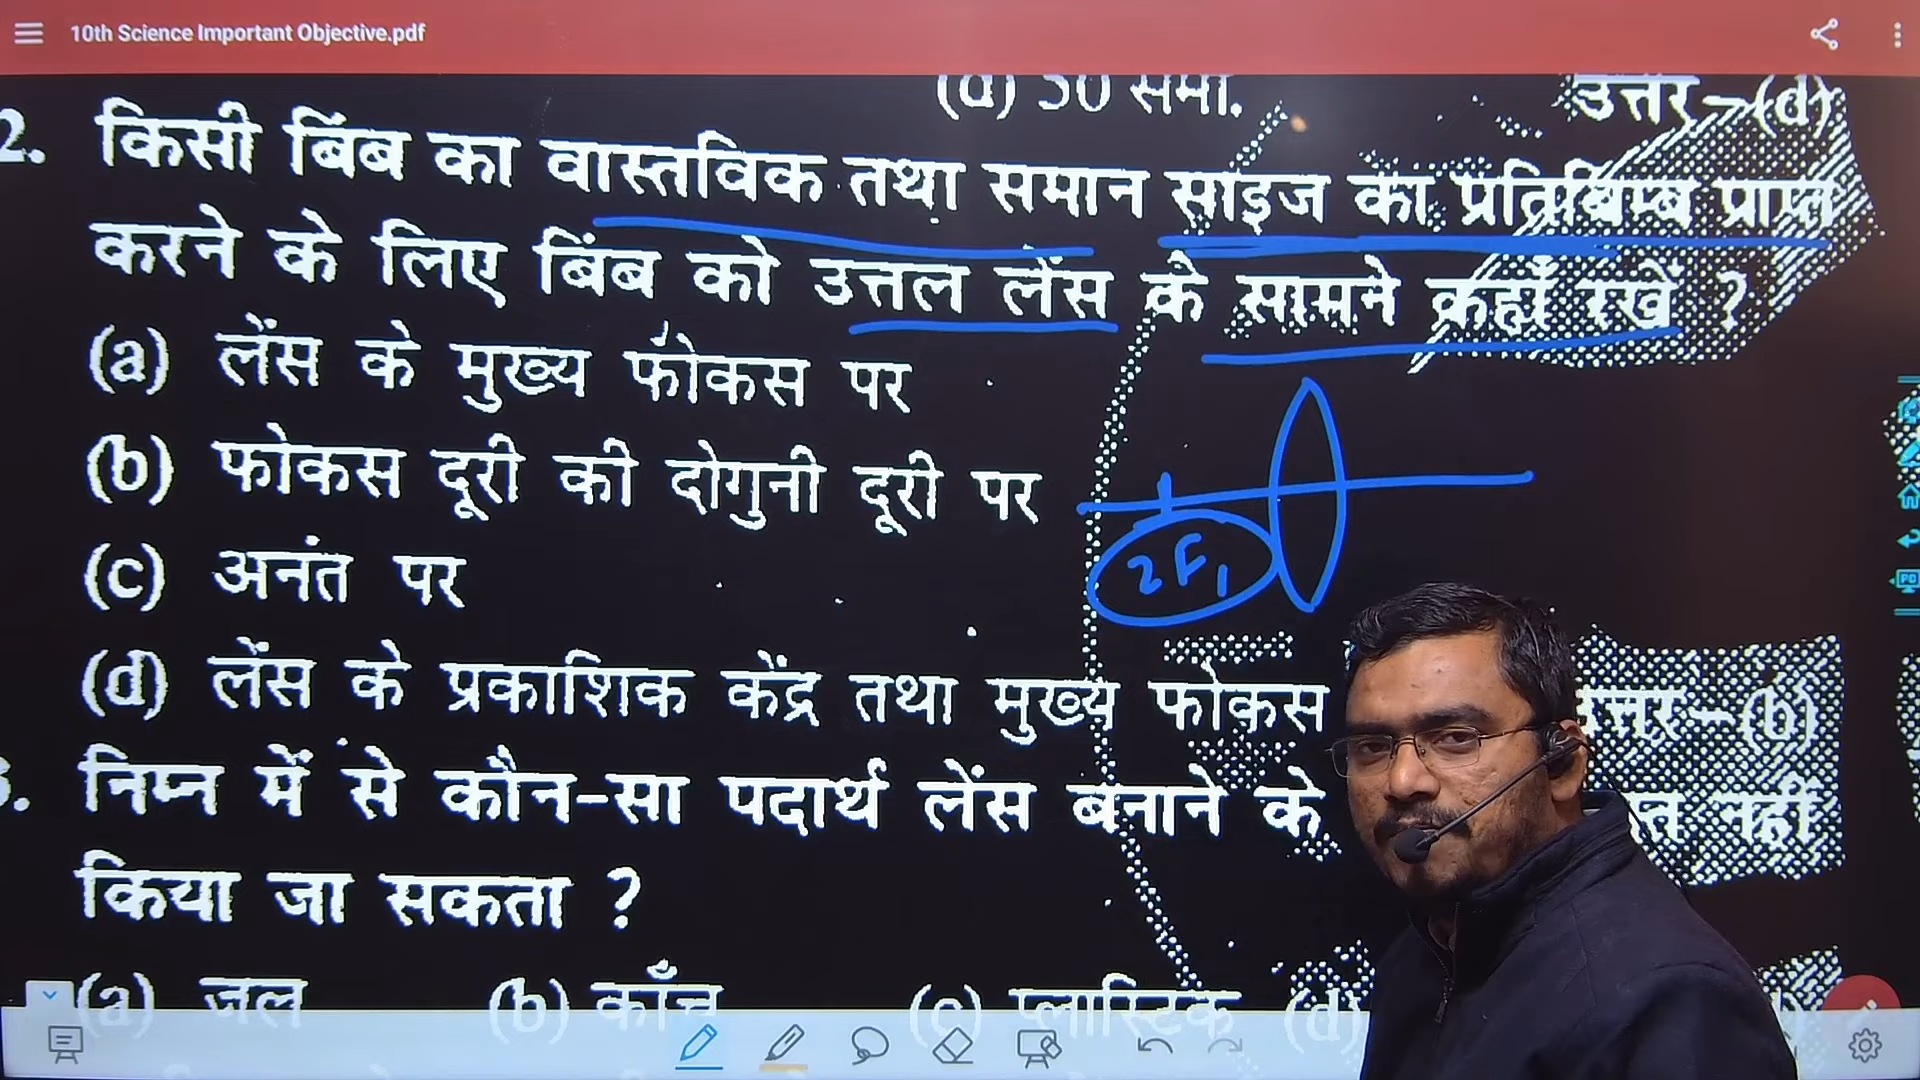 10th Science Important Objective.pdf
(d) 50 सेमी. उत्तर-(d)
2. किसी बिंब का वास्तविक तथा समान साइज का प्रतिबिम्ब प्राप्त
करने के लिए बिंब को उत्तल लेंस के सामने कहाँ रखें ?
(a) लेंस के मुख्य फोकस पर
(b) फोकस दूरी की दोगुनी दूरी पर
2F₁
(c) अनंत पर
(d) लेंस के प्रकाशिक केंद्र तथा मुख्य फोकस उत्तर-(b)
निम्न में से कौन-सा पदार्थ लेंस बनाने के नहीं
किया जा सकता ?
(a) जल (b) काँच (c) प्लास्टिक (d)